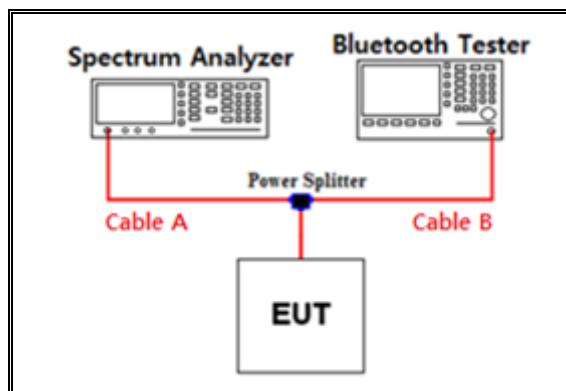 Spectrum Analyzer
Bluetooth Tester
Power Splitter
Cable A
Cable B
EUT